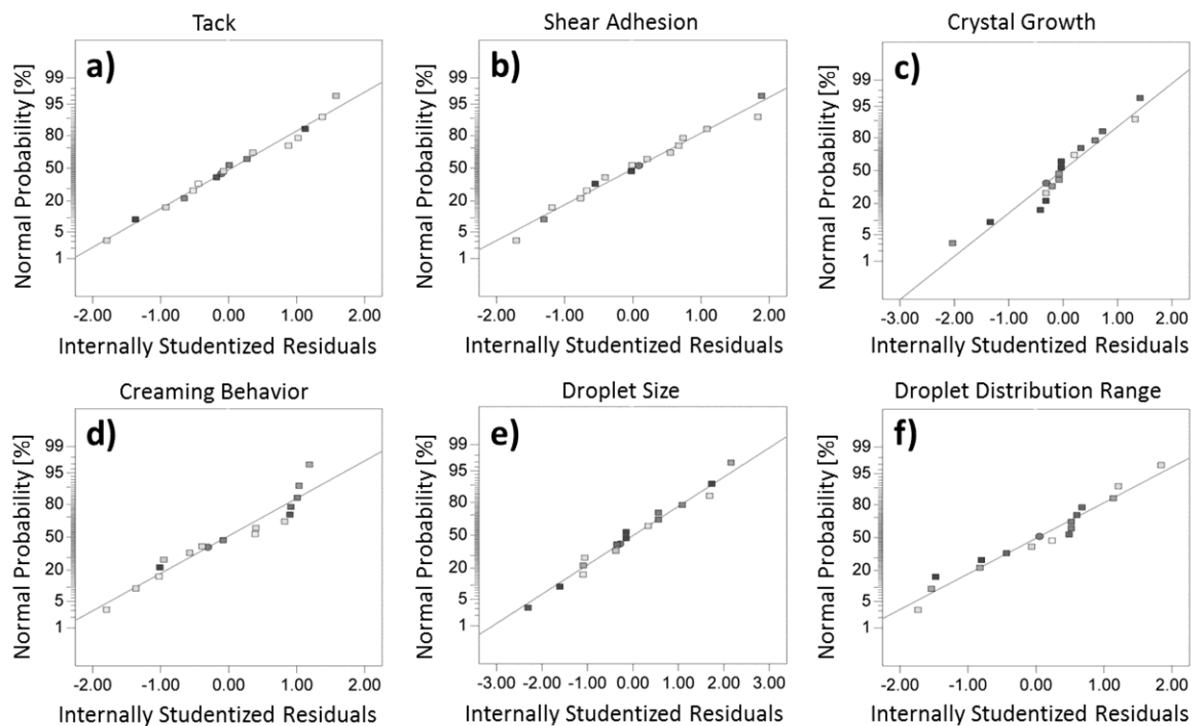 Tack
a)
Normal Probability [%]
99
95
80
50
20
5
1
-2.00 -1.00 0.00 1.00 2.00
Internally Studentized Residuals
Shear Adhesion
b)
Normal Probability [%]
99
95
80
50
20
5
1
-2.00 -1.00 0.00 1.00 2.00
Internally Studentized Residuals
Crystal Growth
c)
Normal Probability [%]
99
95
80
50
20
5
1
-3.00 -2.00 -1.00 0.00 1.00 2.00
Internally Studentized Residuals
Creaming Behavior
d)
Normal Probability [%]
99
95
80
50
20
5
1
-2.00 -1.00 0.00 1.00 2.00
Internally Studentized Residuals
Droplet Size
e)
Normal Probability [%]
99
95
80
50
20
5
1
-3.00 -2.00 -1.00 0.00 1.00 2.00 3.00
Internally Studentized Residuals
Droplet Distribution Range
f)
Normal Probability [%]
99
95
80
50
20
5
1
-2.00 -1.00 0.00 1.00 2.00
Internally Studentized Residuals